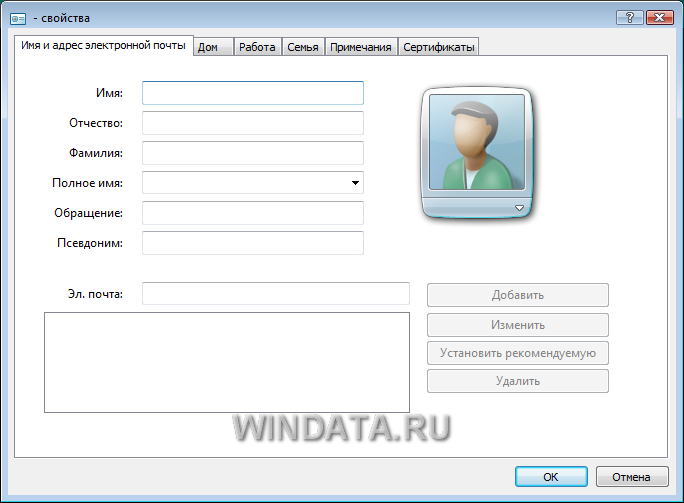 - свойства
Имя и адрес электронной почты Дом Работа Семья Примечания Сертификаты
Имя:
Отчество:
Фамилия:
Полное имя:
Обращение:
Псевдоним:
Эл. почта:
Добавить
Изменить
Установить рекомендуемую
Удалить
WINDATA.RU
ОК Отмена